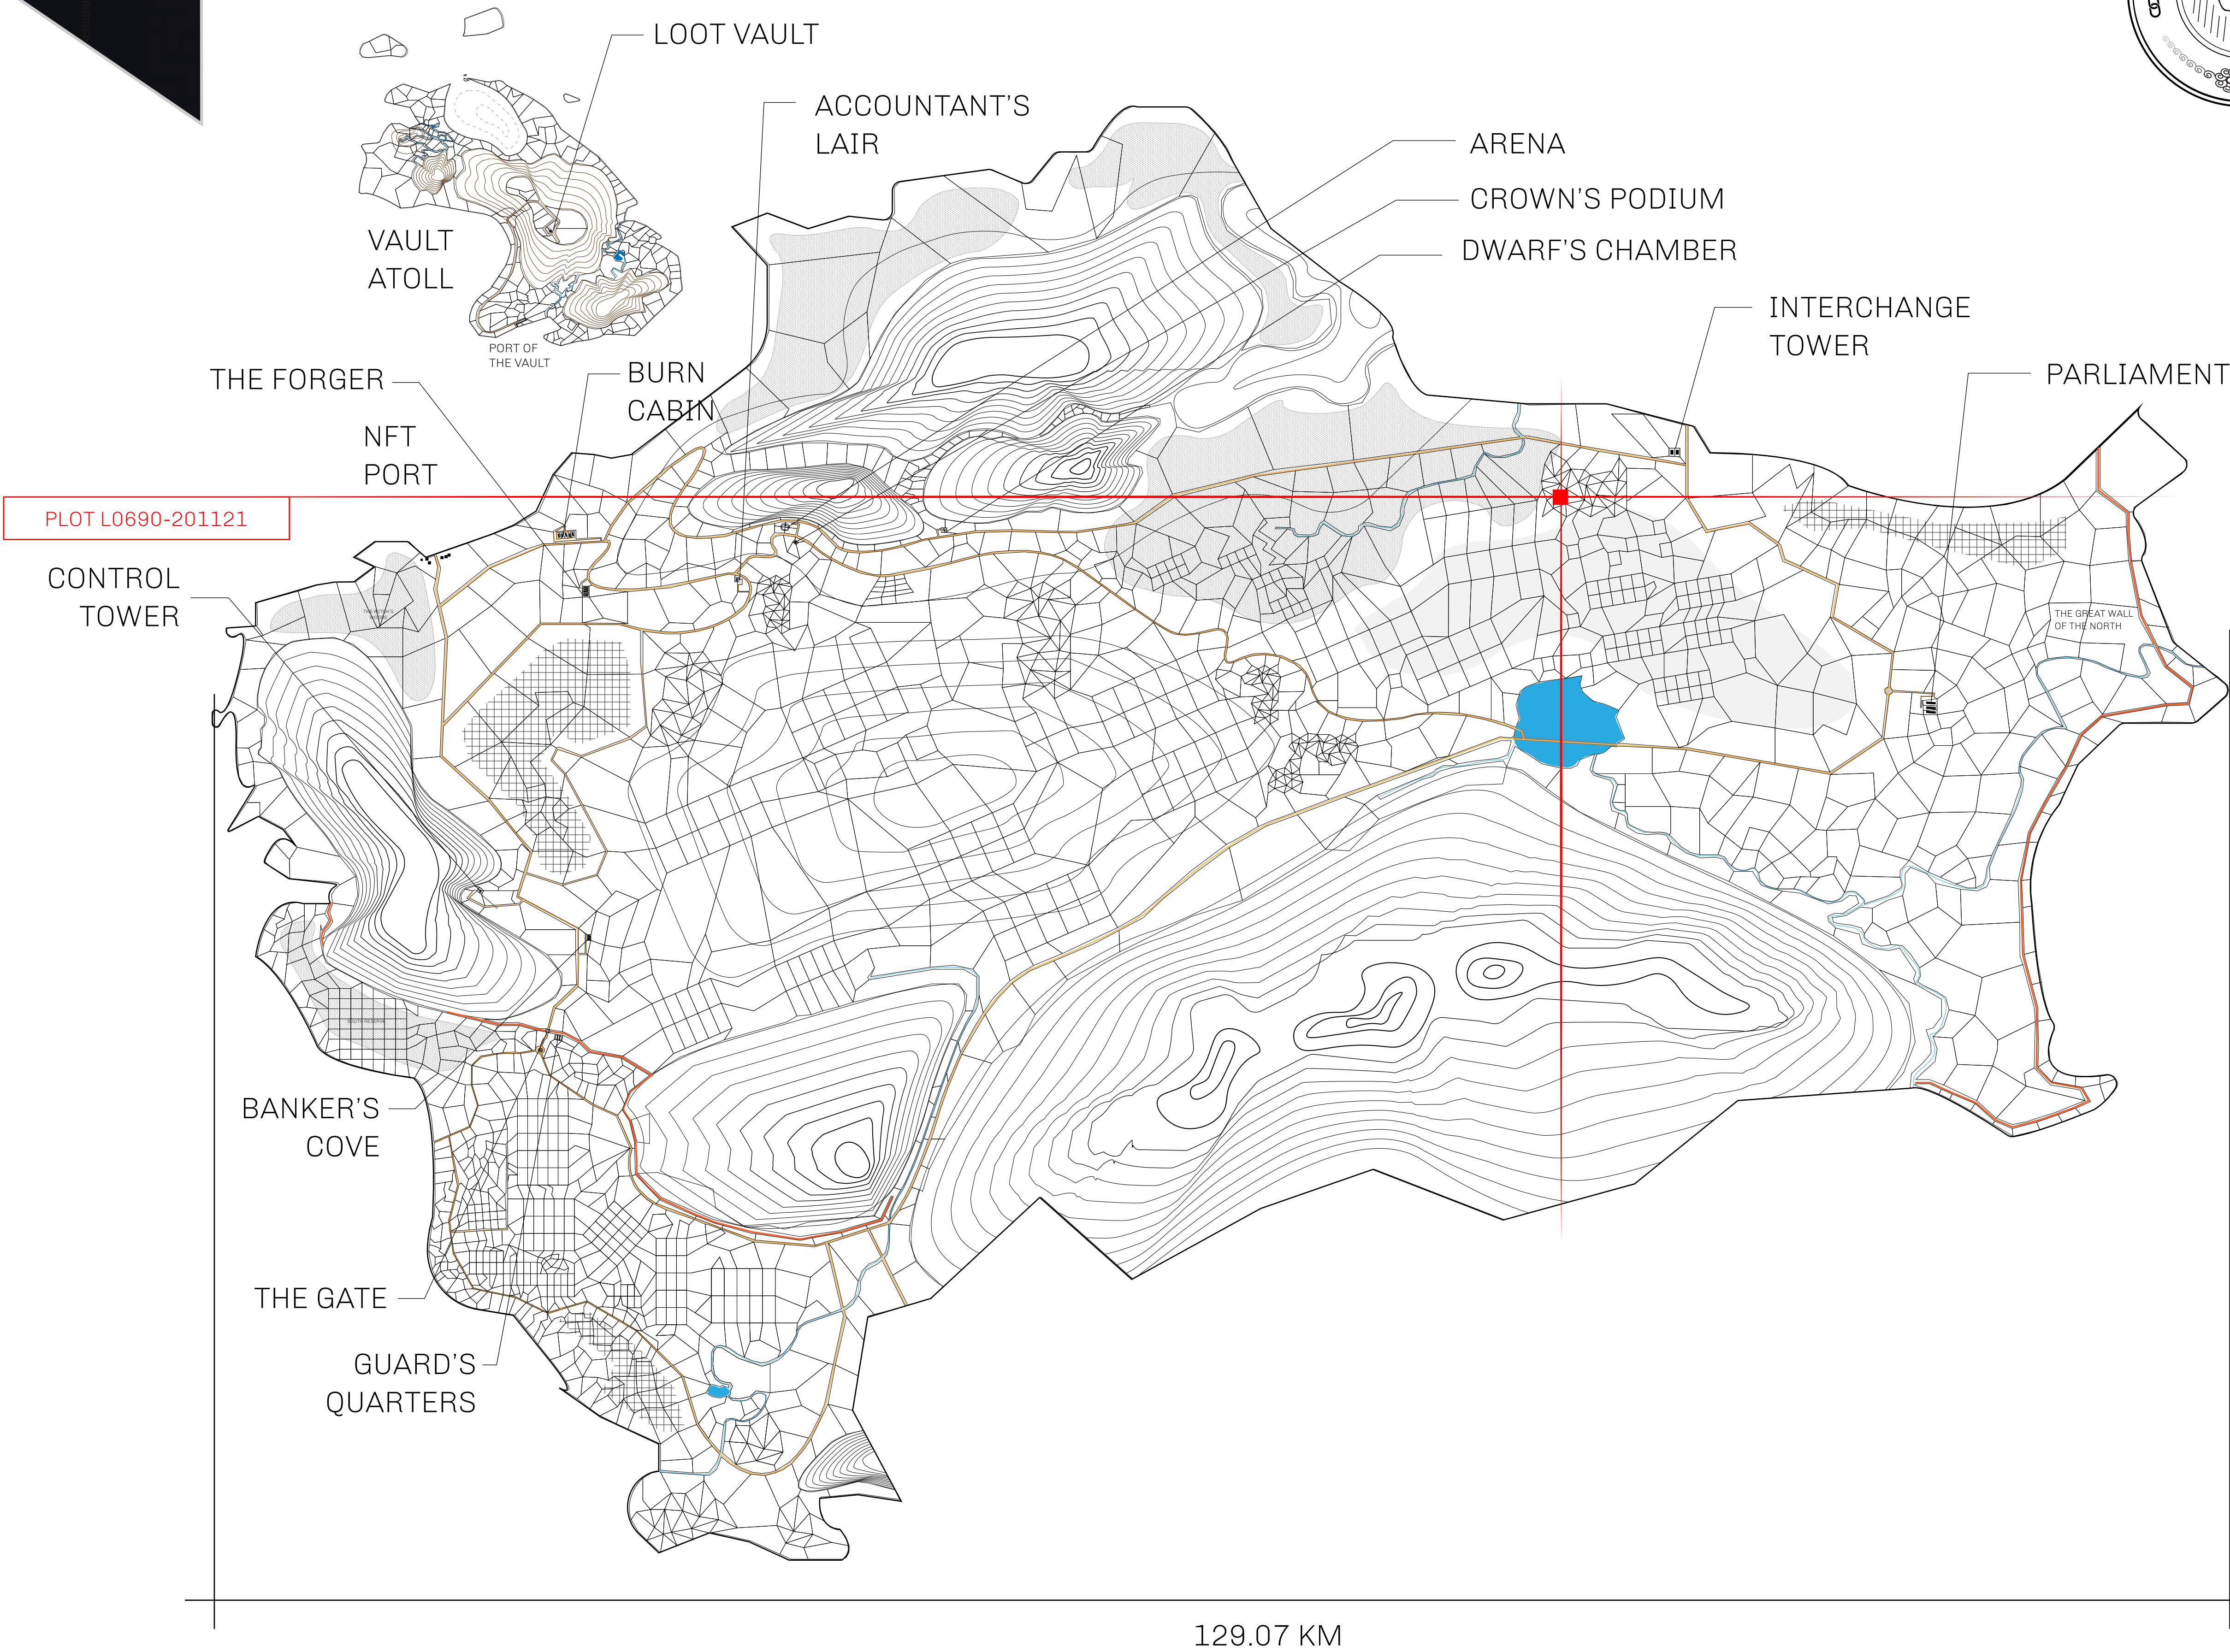 LOOT VAULT
ACCOUNTANT'S
LAIR
ARENA
CROWN'S PODIUM
DWARF'S CHAMBER
VAULT
ATOLL
INTERCHANGE
TOWER
PORT OF
THE VAULT
PARLIAMENT
THE FORGER
BURN
CABIN
NFT
PORT
PLOT L0690-201121
CONTROL
TOWER
THE GREAT WALL
OF THE NORTH
BANKER'S
COVE
THE GATE
GUARD'S
QUARTERS
129.07 KM